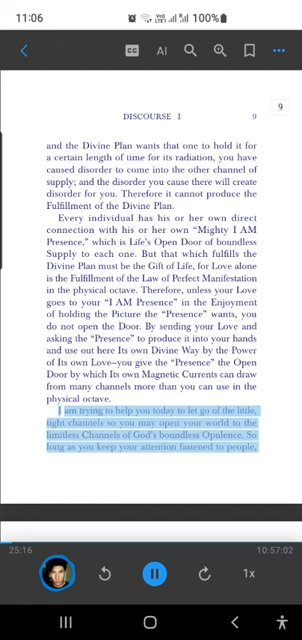 11:06
100%
CC AI
9
DISCOURSE I 9
and the Divine Plan wants that one to hold it for
a certain length of time for its radiation, you have
caused disorder to come into the other channel of
supply; and the disorder you cause there will create
disorder for you. Therefore it cannot produce the
Fulfillment of the Divine Plan.
Every individual has his or her own direct
connection with his or her own “Mighty I AM
Presence,” which is Life’s Open Door of boundless
Supply to each one. But that which fulfills the
Divine Plan must be the Gift of Life, for Love alone
is the Fulfillment of the Law of Perfect Manifestation
in the physical octave. Therefore, unless your Love
goes to your “I AM Presence” in the Enjoyment
of holding the Picture the “Presence” wants, you
do not open the Door. By sending your Love and
asking the “Presence” to produce it into your hands
and use out here Its own Divine Way by the Power
of Its own Love—you give the “Presence” the Open
Door by which Its own Magnetic Currents can draw
from many channels more than you can use in the
physical octave.
I am trying to help you today to let go of the little,
tight channels so you may open your world to the
limitless Channels of God’s boundless Opulence. So
long as you keep your attention fastened to people,
25:16 10:57:02
1x